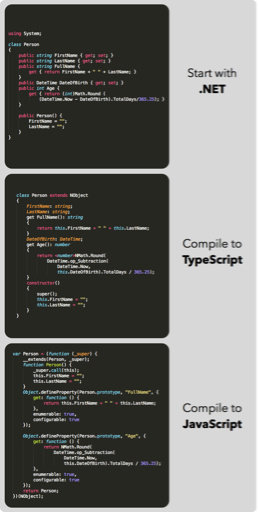 using System;
class Person
{
public string FirstName { get; set; }
public string LastName { get; set; }
public string FullName {
get { return FirstName + " " + LastName; }
}
public DateTime DateOfBirth { get; set; }
public int Age {
get { return (int)Math.Round (
(DateTime.Now - DateOfBirth).TotalDays/365.252); }
}
public Person() {
FirstName = "";
LastName = "";
}
}
Start with
.NET
class Person extends NObject
{
FirstName: string;
LastName: string;
get FullName(): string
{
return this.FirstName + " " + this.LastName;
}
DateOfBirth: DateTime;
get Age(): number
{
return <number>NMath.Round(
DateTime.op_Subtraction(
DateTime.Now,
this.DateOfBirth).TotalDays / 365.252);
}
constructor()
{
super();
this.FirstName = "";
this.LastName = "";
}
}
Compile to
TypeScript
var Person = (function (_super) {
__extends(Person, _super);
function Person() {
_super.call(this);
this.FirstName = "";
this.LastName = "";
}
Object.defineProperty(Person.prototype, "FullName", {
get: function () {
return this.FirstName + " " + this.LastName;
},
enumerable: true,
configurable: true
});
Object.defineProperty(Person.prototype, "Age", {
get: function () {
return NMath.Round(
DateTime.op_Subtraction(
DateTime.Now,
this.DateOfBirth).TotalDays / 365.252);
},
enumerable: true,
configurable: true
});
return Person;
})(NObject);
Compile to
JavaScript